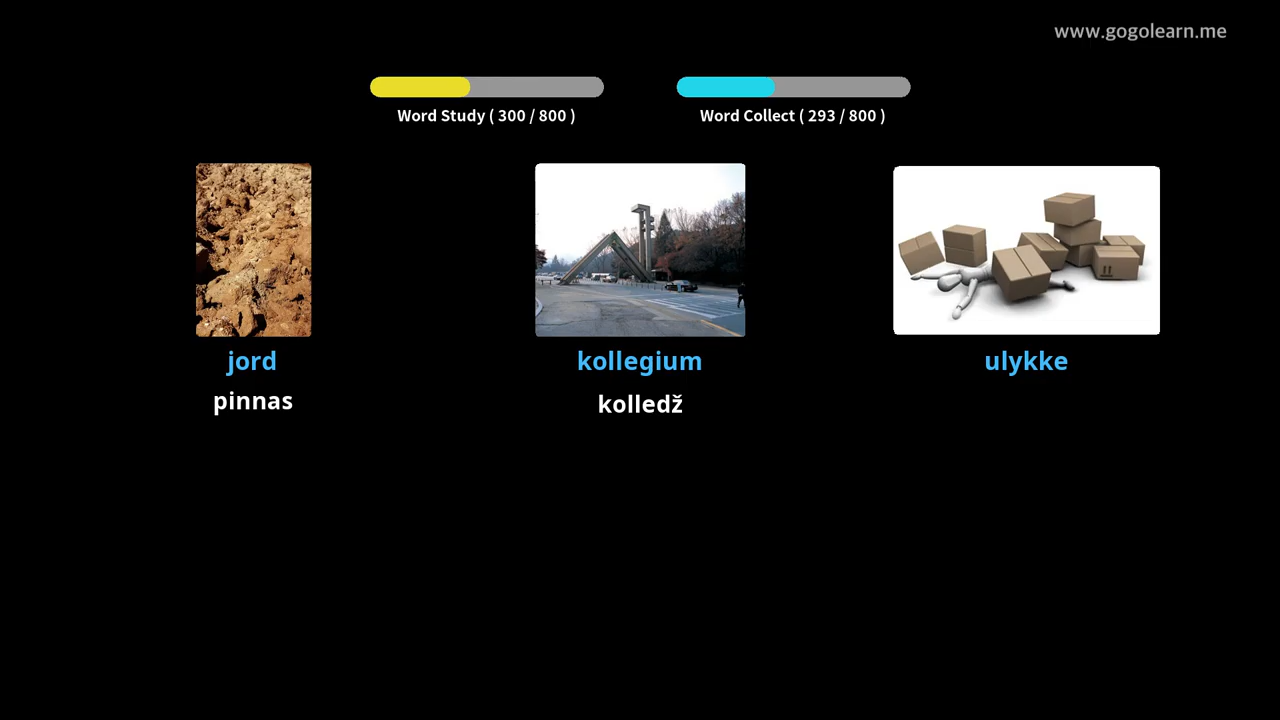 www.gogolearn.me
Word Study ( 300 / 800 )
Word Collect ( 293 / 800 )
jord
kollegium
ulykke
pinnas
kolledž